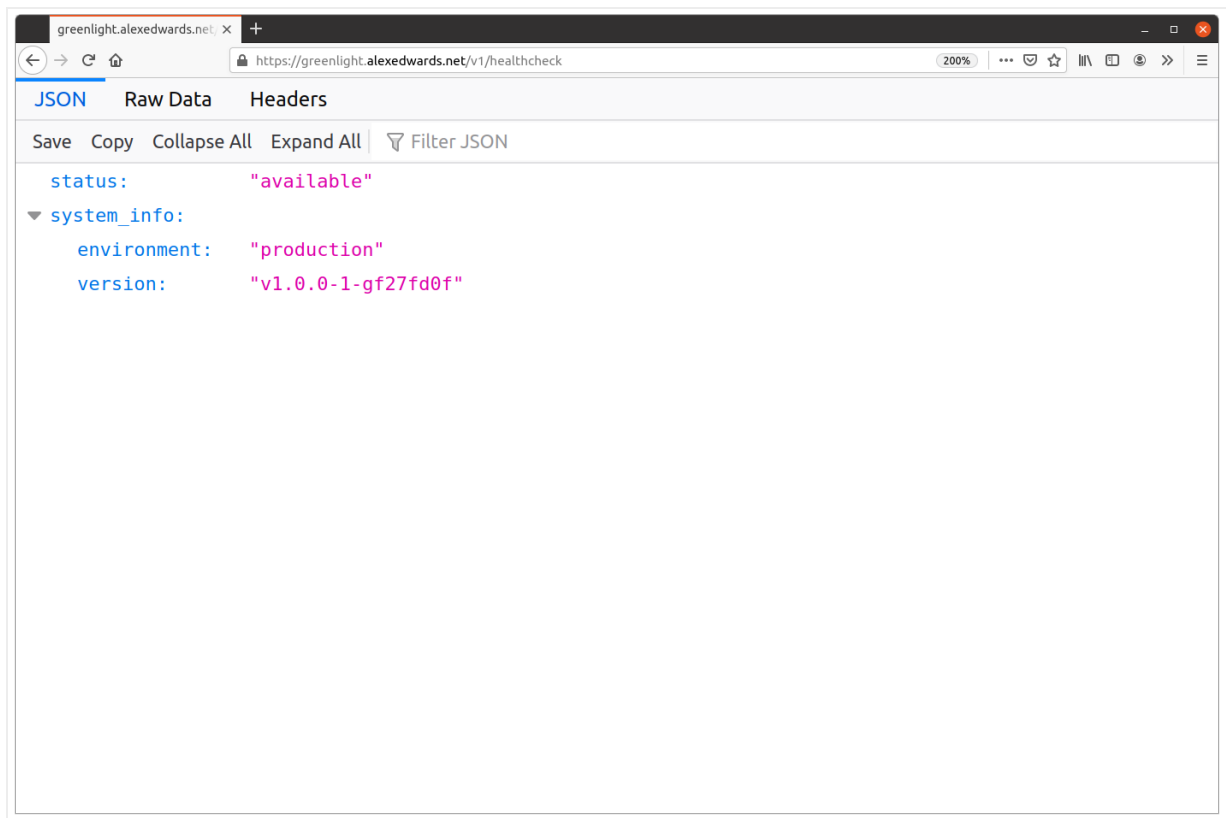 greenlight.alexedwards.net/
https://greenlight.alexedwards.net/v1/healthcheck 200%
JSON Raw Data Headers
Save Copy Collapse All Expand All Filter JSON
status: "available"
system_info:
environment: "production"
version: "v1.0.0-1-gf27fd0f"